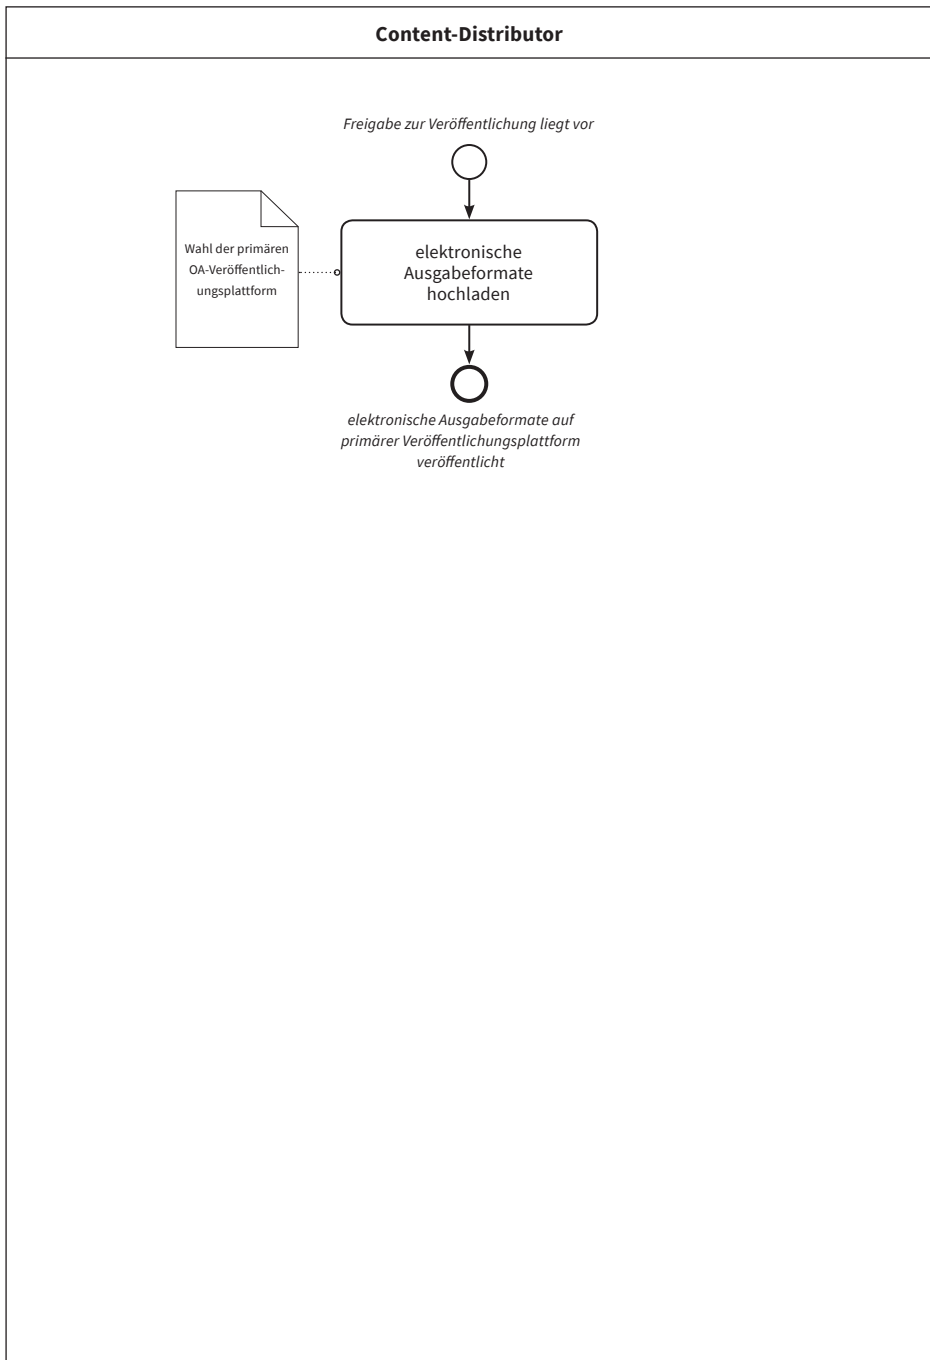 Content-Distributor
Freigabe zur Veröffentlichung liegt vor
Wahl der primären
OA-Veröffentlich-
ungsplattform
elektronische
Ausgabeformate
hochladen
elektronische Ausgabeformate auf
primärer Veröffentlichungsplattform
veröffentlicht